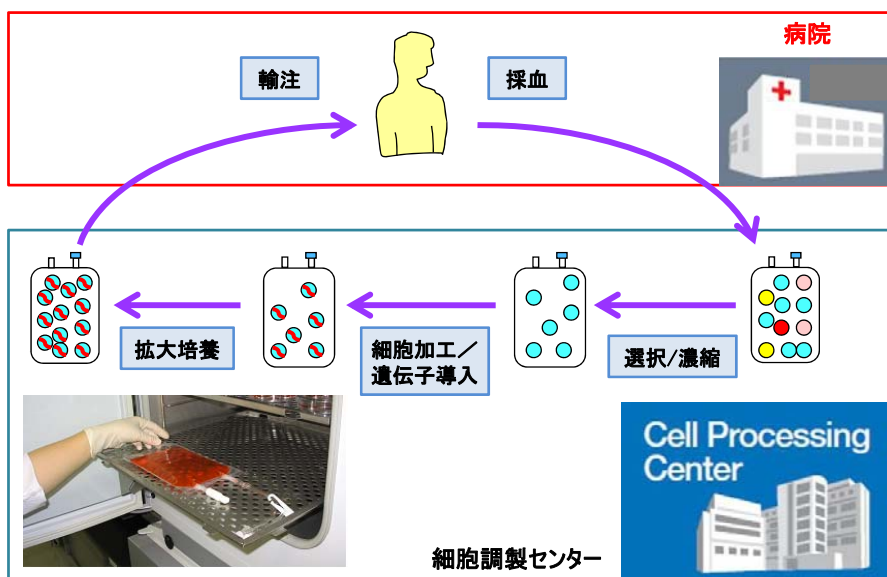 病院
輸注
採血
拡大培養
細胞加工／
遺伝子導入
選択/濃縮
Cell Processing
Center
細胞調製センター